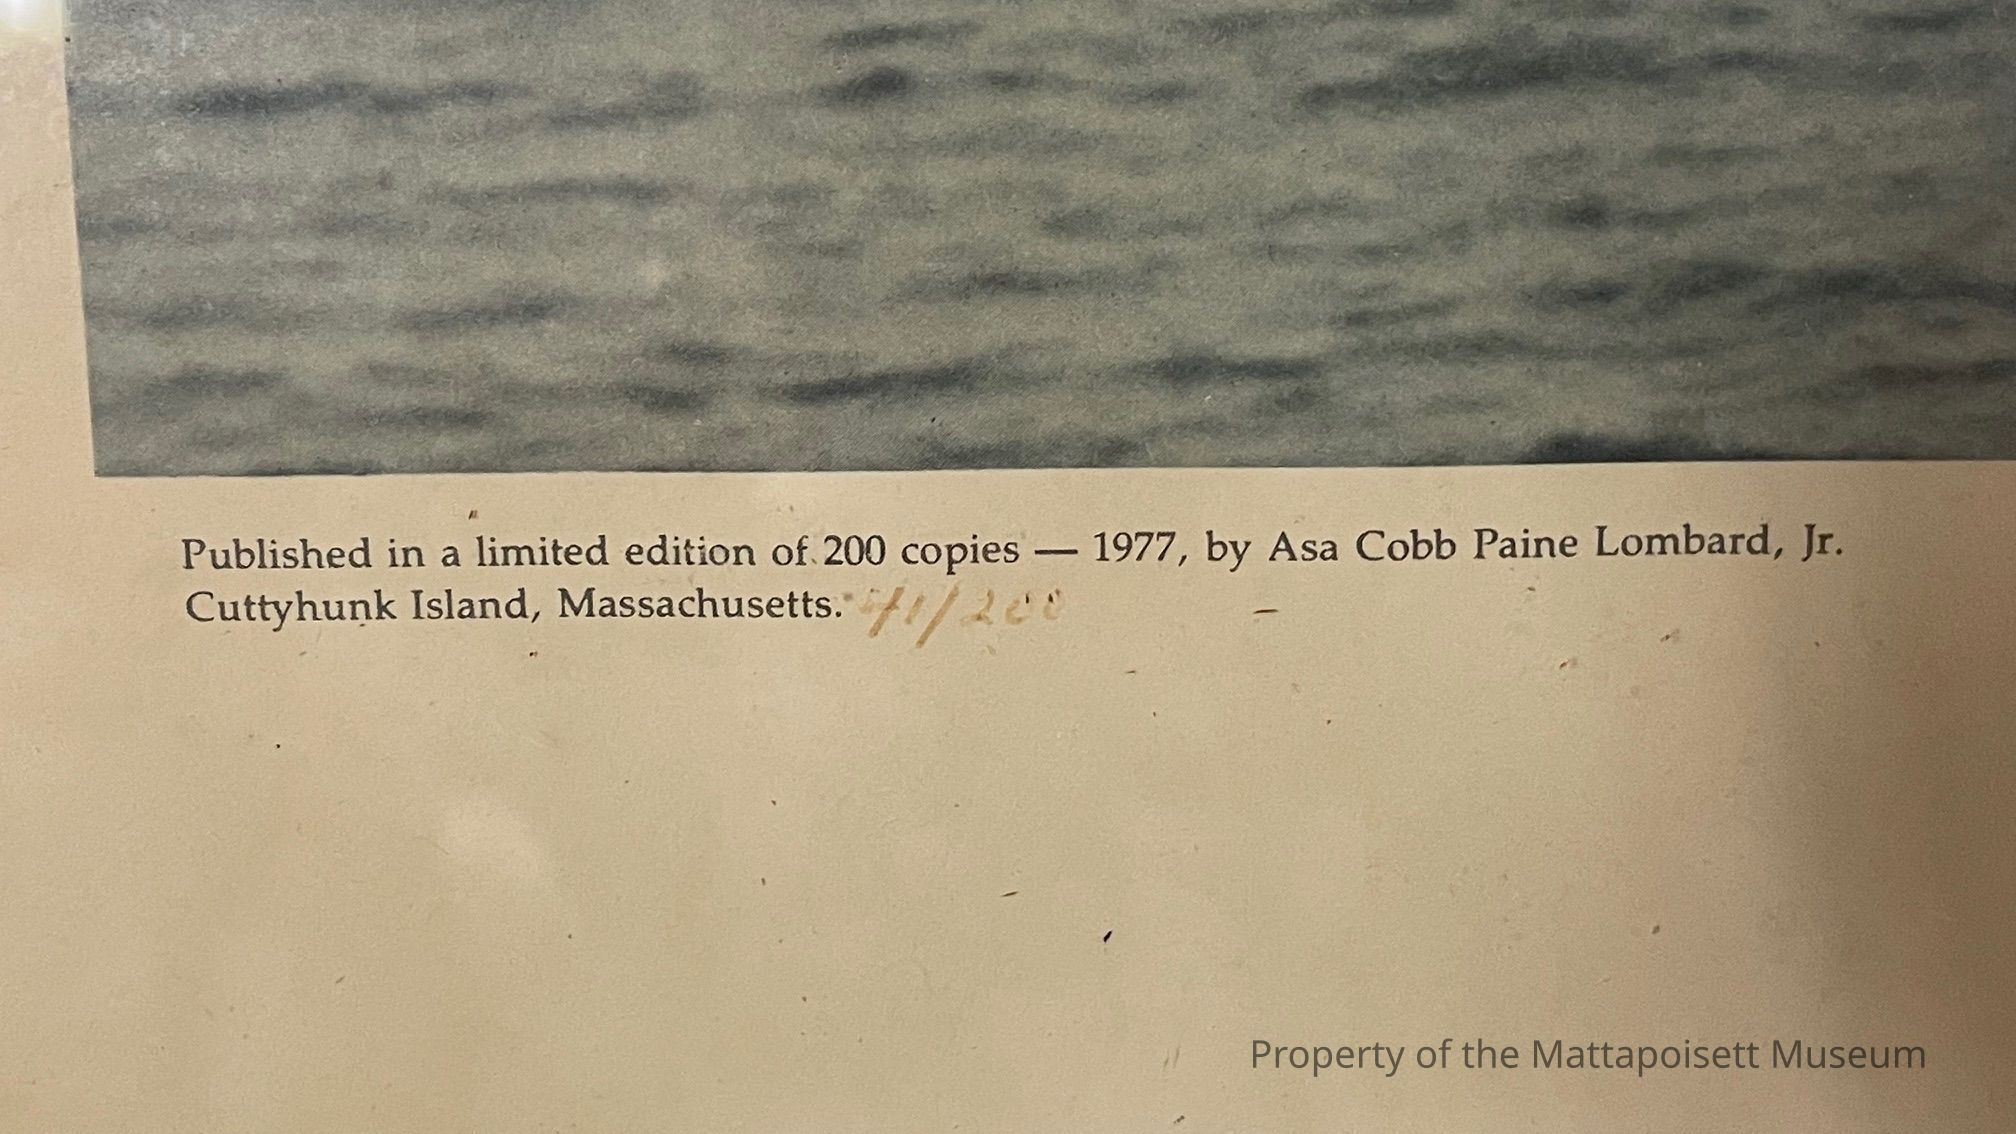 Published in a limited edition of 200 copies — 1977, by Asa Cobb Paine Lombard, Jr.
Cuttyhunk Island, Massachusetts.
Property of the Mattapoisett Museum